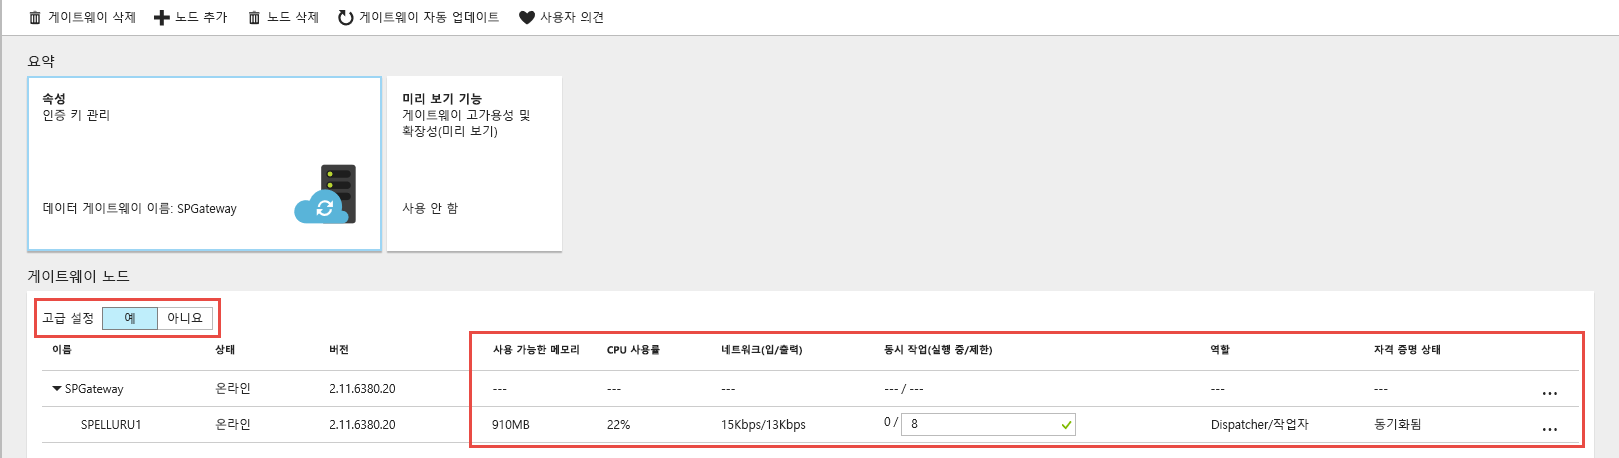 게이트웨이 삭제 노드 추가 노드 삭제 게이트웨이 자동 업데이트 사용자 의견
요약
속성
인증 키 관리
데이터 게이트웨이 이름: SPGateway
미리 보기 기능
게이트웨이 고가용성 및
확장성(미리 보기)
사용 안 함
게이트웨이 노드
고급 설정 예 아니요
이름 상태 버전 사용 가능한 메모리 CPU 사용률 네트워크(입/출력) 동시 작업(실행 중/제한) 역할 자격 증명 상태
SPGateway 온라인 2.11.6380.20 --- --- --- --- / --- --- --- ...
SPELLURU1 온라인 2.11.6380.20 910MB 22% 15Kbps/13Kbps 0 / 8 Dispatcher/작업자 동기화됨 ...